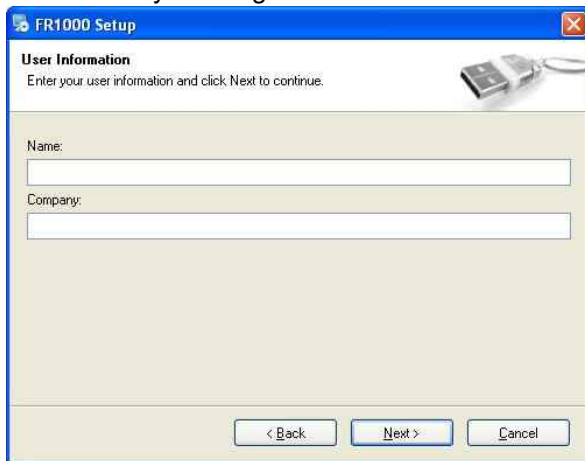 FR1000 Setup
User Information
Enter your user information and click Next to continue.
Name:
Company:
< Back Next > Cancel